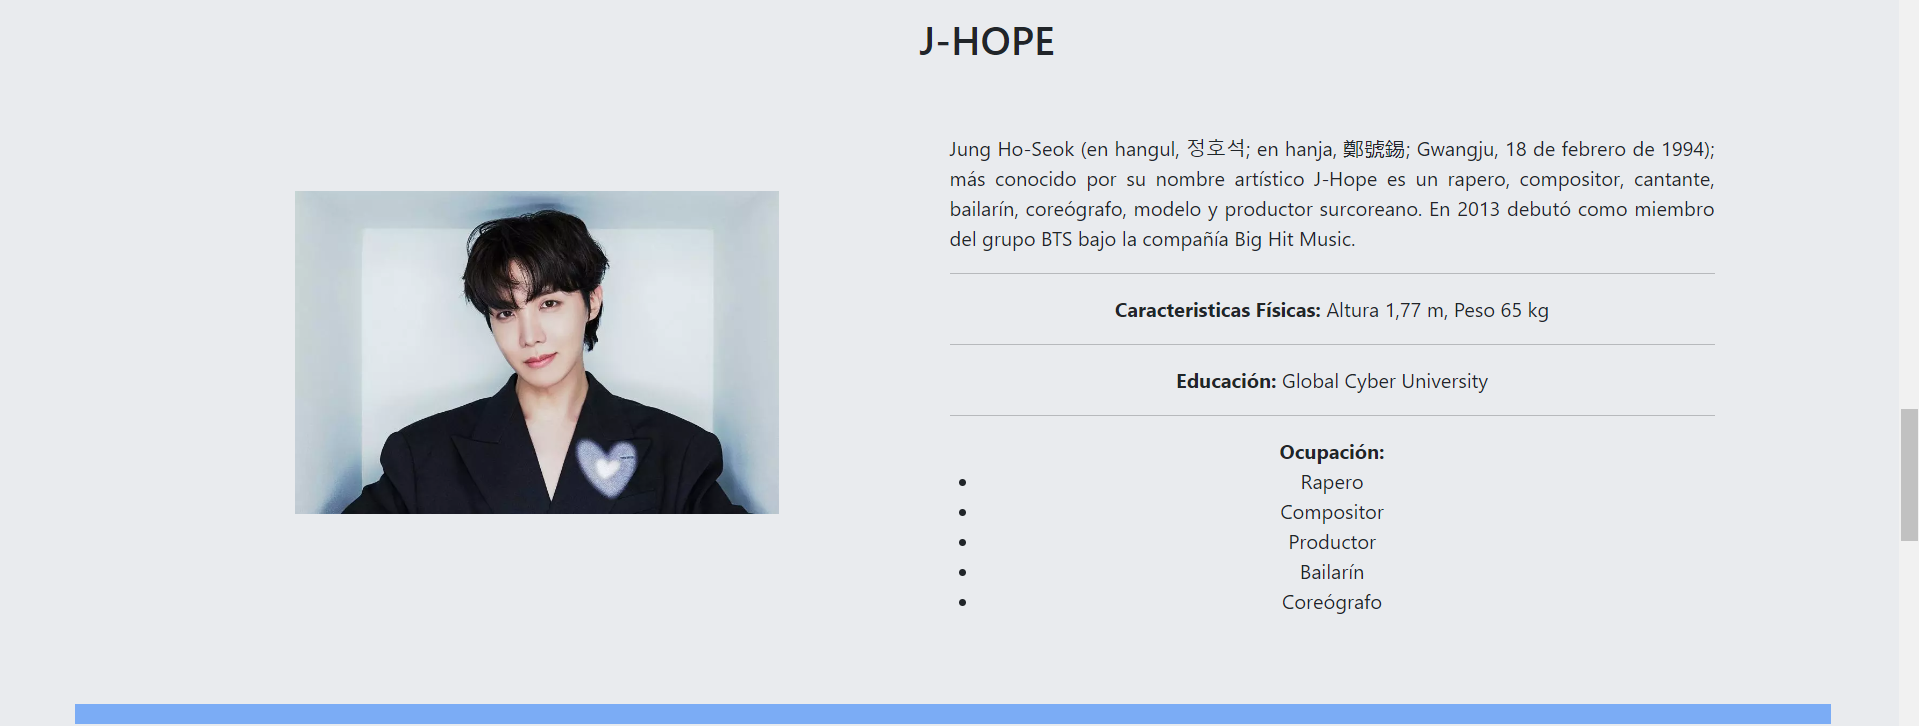 J-HOPE
Jung Ho-Seok (en hangul, 정호석; en hanja, 鄭號錫; Gwangju, 18 de febrero de 1994);
más conocido por su nombre artístico J-Hope es un rapero, compositor, cantante,
bailarín, coreógrafo, modelo y productor surcoreano. En 2013 debutó como miembro
del grupo BTS bajo la compañía Big Hit Music.
Caracteristicas Físicas: Altura 1,77 m, Peso 65 kg
Educación: Global Cyber University
Ocupación:
Rapero
Compositor
Productor
Bailarín
Coreógrafo